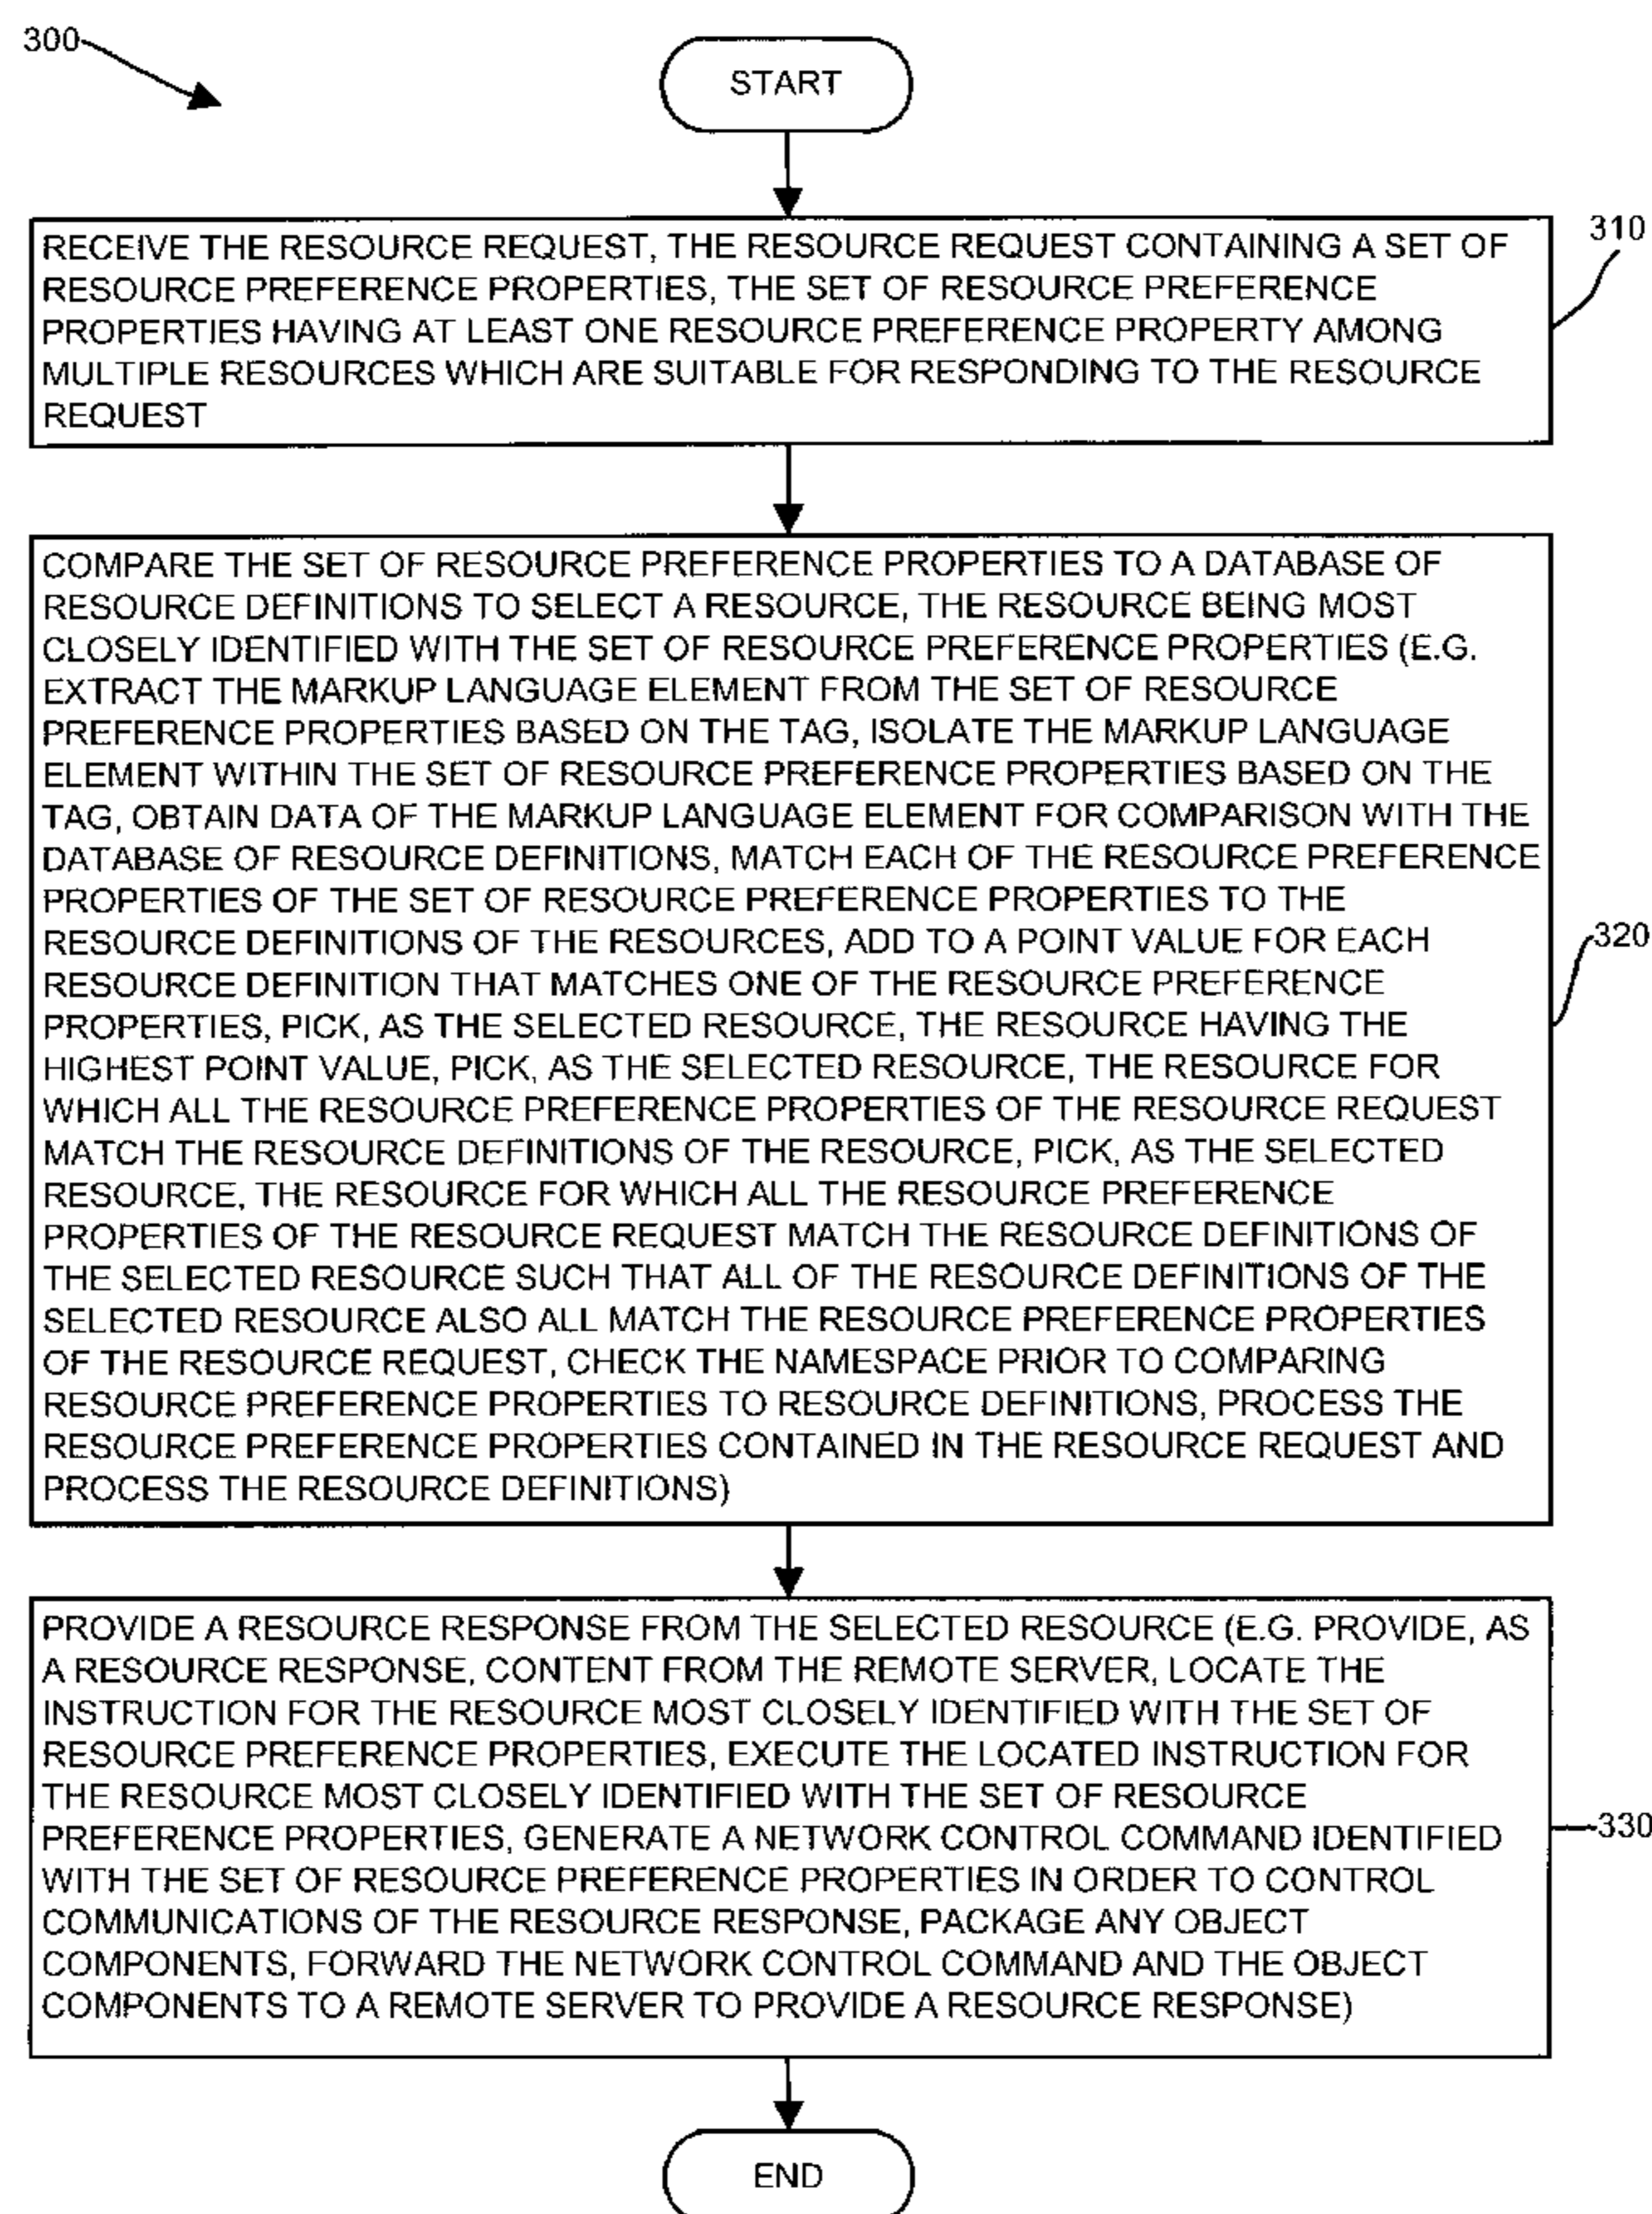 300
START
310
RECEIVE THE RESOURCE REQUEST, THE RESOURCE REQUEST CONTAINING A SET OF
RESOURCE PREFERENCE PROPERTIES, THE SET OF RESOURCE PREFERENCE
PROPERTIES HAVING AT LEAST ONE RESOURCE PREFERENCE PROPERTY AMONG
MULTIPLE RESOURCES WHICH ARE SUITABLE FOR RESPONDING TO THE RESOURCE
REQUEST
COMPARE THE SET OF RESOURCE PREFERENCE PROPERTIES TO A DATABASE OF
RESOURCE DEFINITIONS TO SELECT A RESOURCE, THE RESOURCE BEING MOST
CLOSELY IDENTIFIED WITH THE SET OF RESOURCE PREFERENCE PROPERTIES (E.G.
EXTRACT THE MARKUP LANGUAGE ELEMENT FROM THE SET OF RESOURCE
PREFERENCE PROPERTIES BASED ON THE TAG, ISOLATE THE MARKUP LANGUAGE
ELEMENT WITHIN THE SET OF RESOURCE PREFERENCE PROPERTIES BASED ON THE
TAG, OBTAIN DATA OF THE MARKUP LANGUAGE ELEMENT FOR COMPARISON WITH THE
DATABASE OF RESOURCE DEFINITIONS, MATCH EACH OF THE RESOURCE PREFERENCE
PROPERTIES OF THE SET OF RESOURCE PREFERENCE PROPERTIES TO THE
RESOURCE DEFINITIONS OF THE RESOURCES, ADD TO A POINT VALUE FOR EACH
RESOURCE DEFINITION THAT MATCHES ONE OF THE RESOURCE PREFERENCE
PROPERTIES, PICK, AS THE SELECTED RESOURCE, THE RESOURCE HAVING THE
HIGHEST POINT VALUE, PICK, AS THE SELECTED RESOURCE, THE RESOURCE FOR
WHICH ALL THE RESOURCE PREFERENCE PROPERTIES OF THE RESOURCE REQUEST
MATCH THE RESOURCE DEFINITIONS OF THE RESOURCE, PICK, AS THE SELECTED
RESOURCE, THE RESOURCE FOR WHICH ALL THE RESOURCE PREFERENCE
PROPERTIES OF THE RESOURCE REQUEST MATCH THE RESOURCE DEFINITIONS OF
THE SELECTED RESOURCE SUCH THAT ALL OF THE RESOURCE DEFINITIONS OF THE
SELECTED RESOURCE ALSO ALL MATCH THE RESOURCE PREFERENCE PROPERTIES
OF THE RESOURCE REQUEST, CHECK THE NAMESPACE PRIOR TO COMPARING
RESOURCE PREFERENCE PROPERTIES TO RESOURCE DEFINITIONS, PROCESS THE
RESOURCE PREFERENCE PROPERTIES CONTAINED IN THE RESOURCE REQUEST AND
PROCESS THE RESOURCE DEFINITIONS)
320
PROVIDE A RESOURCE RESPONSE FROM THE SELECTED RESOURCE (E.G. PROVIDE, AS
A RESOURCE RESPONSE, CONTENT FROM THE REMOTE SERVER, LOCATE THE
INSTRUCTION FOR THE RESOURCE MOST CLOSELY IDENTIFIED WITH THE SET OF
RESOURCE PREFERENCE PROPERTIES, EXECUTE THE LOCATED INSTRUCTION FOR
THE RESOURCE MOST CLOSELY IDENTIFIED WITH THE SET OF RESOURCE
PREFERENCE PROPERTIES, GENERATE A NETWORK CONTROL COMMAND IDENTIFIED
WITH THE SET OF RESOURCE PREFERENCE PROPERTIES IN ORDER TO CONTROL
COMMUNICATIONS OF THE RESOURCE RESPONSE, PACKAGE ANY OBJECT
COMPONENTS, FORWARD THE NETWORK CONTROL COMMAND AND THE OBJECT
COMPONENTS TO A REMOTE SERVER TO PROVIDE A RESOURCE RESPONSE)
330
END